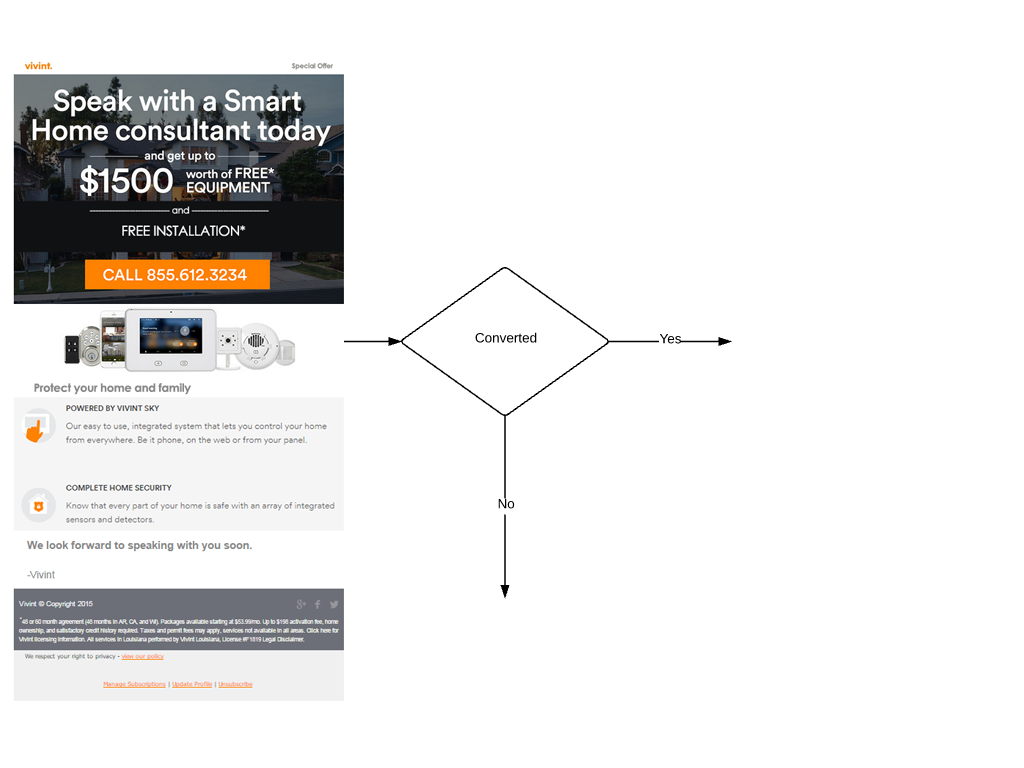 vivint.
Special Offer
Speak with a Smart
Home consultant today
and get up to
$1500 worth of FREE*
EQUIPMENT
and
FREE INSTALLATION*
CALL 855.612.3234
Protect your home and family
POWERED BY VIVINT SKY
Our easy to use, integrated system that lets you control your home
from everywhere. Be it phone, on the web or from your panel.
COMPLETE HOME SECURITY
Know that every part of your home is safe with an array of integrated
sensors and detectors.
We look forward to speaking with you soon.
-Vivint
Vivint © Copyright 2015
*48 or 60 month agreement (48 months in AR, CA, and WI). Packages available starting at $53.99/mo. Up to $198 activation fee, home
ownership, and satisfactory credit history required. Taxes and permit fees may apply, services not available in all areas. Click here for
Vivint licensing information. All services in Louisiana performed by Vivint Louisiana, License #F1619 Legal Disclaimer.
We respect your right to privacy - view our policy
Manage Subscriptions | Update Profile | Unsubscribe
Converted
Yes
No